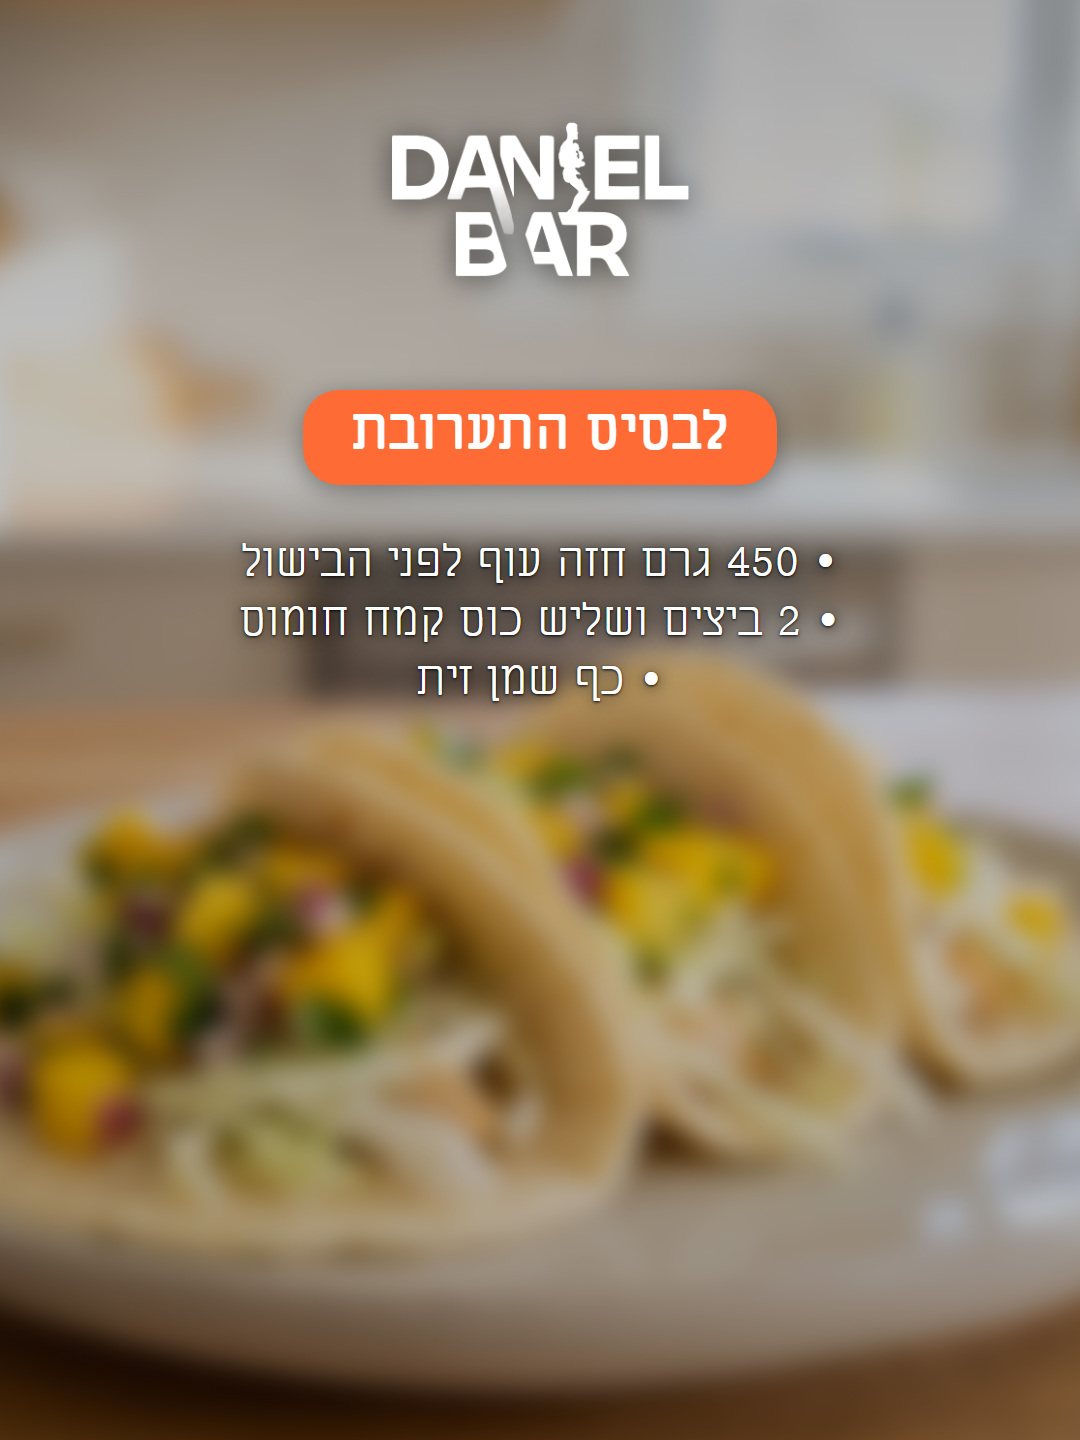 DANIEL
BAR
לבסיס התערובת
• 450 גרם חזה עוף לפני הבישול
• 2 ביצים ושליש כוס קמח חומוס
• כף שמן זית